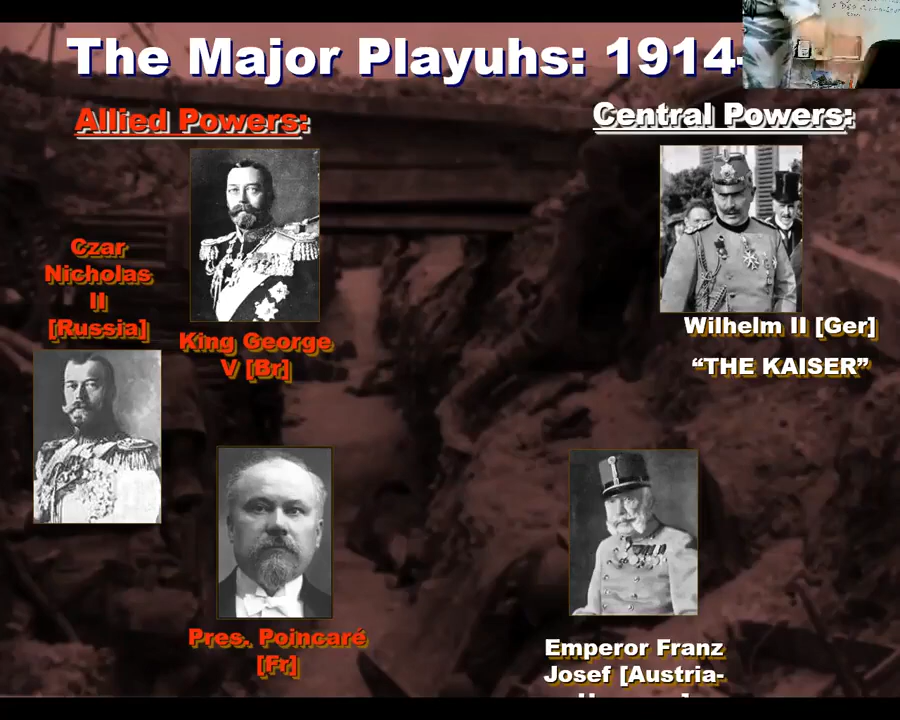 The Major Playuhs: 1914-
Allied Powers:
Central Powers:
Czar
Nicholas
II
[Russia]
King George
V [Br]
Wilhelm II [Ger]
“THE KAISER”
Pres. Poincaré
[Fr]
Emperor Franz
Josef [Austria-